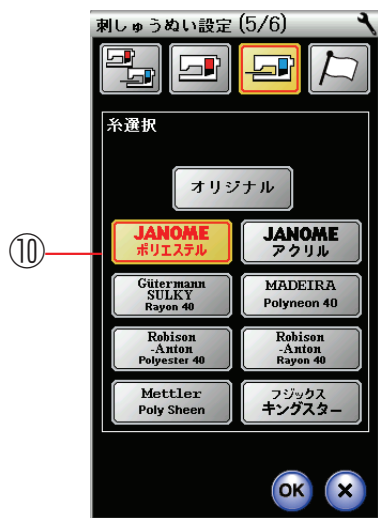 刺しゅうぬい設定 (5/6)
糸選択
オリジナル
JANOME
ポリエステル
JANOME
アクリル
⑩
Gütermann
SULKY
Rayon 40
MADEIRA
Polyneon 40
Robison
-Anton
Polyester 40
Robison
-Anton
Rayon 40
Mettler
Poly Sheen
フジックス
キングスター
OK
×